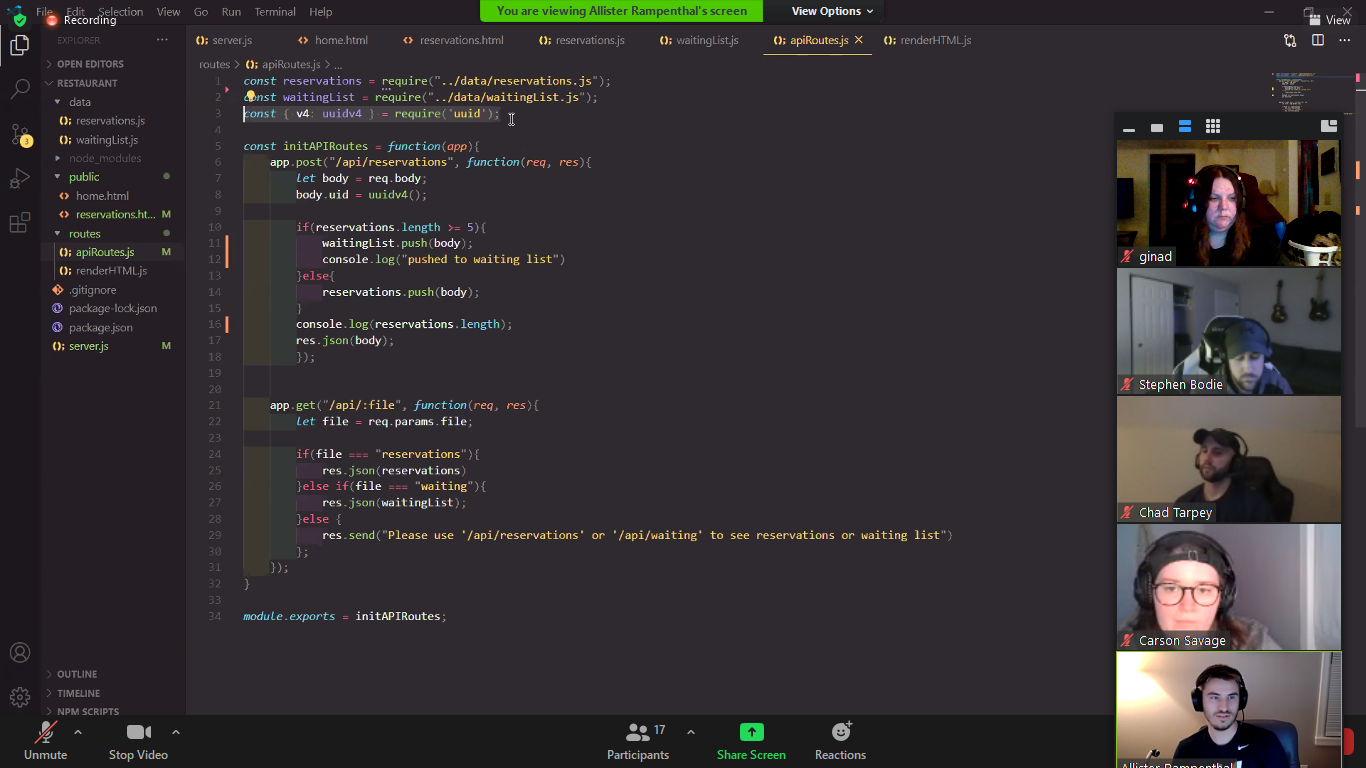 File Edit Selection View Go Run Terminal Help
Recording
You are viewing Allister Rampenthal's screen
View Options
View
EXPLORER
server.js
home.html
reservations.html
reservations.js
waitingList.js
apiRoutes.js
renderHTML.js
OPEN EDITORS
RESTAURANT
data
reservations.js
waitingList.js
node_modules
public
home.html
reservations.ht... M
routes
apiRoutes.js M
renderHTML.js
.gitignore
package-lock.json
package.json
server.js M
OUTLINE
TIMELINE
NPM SCRIPTS
3
routes > apiRoutes.js > ...
1 const reservations = require("../data/reservations.js");
2 const waitingList = require("../data/waitingList.js");
3 const { v4: uuidv4 } = require('uuid');
4
5 const initAPIRoutes = function(app){
6 app.post("/api/reservations", function(req, res){
7 let body = req.body;
8 body.uid = uuidv4();
9
10 if(reservations.length >= 5){
11 waitingList.push(body);
12 console.log("pushed to waiting list")
13 }else{
14 reservations.push(body);
15 }
16 console.log(reservations.length);
17 res.json(body);
18 });
19
20
21 app.get("/api/:file", function(req, res){
22 let file = req.params.file;
23
24 if(file === "reservations"){
25 res.json(reservations)
26 }else if(file === "waiting"){
27 res.json(waitingList);
28 }else {
29 res.send("Please use '/api/reservations' or '/api/waiting' to see reservations or waiting list")
30 };
31 });
32 }
33
34 module.exports = initAPIRoutes;
ginad
Stephen Bodie
Chad Tarpey
Carson Savage
Allister Rampenthal
Unmute
Stop Video
17
Participants
Share Screen
Reactions